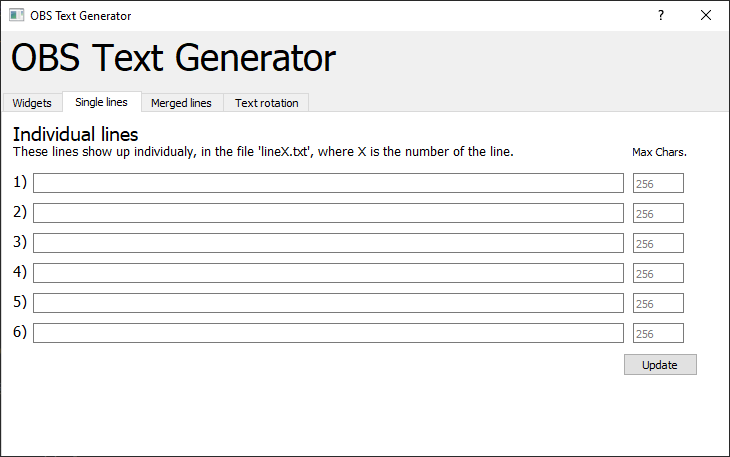 OBS Text Generator
?
OBS Text Generator
Widgets Single lines Merged lines Text rotation
Individual lines
These lines show up individualy, in the file 'lineX.txt', where X is the number of the line. Max Chars.
1) 256
2) 256
3) 256
4) 256
5) 256
6) 256
Update